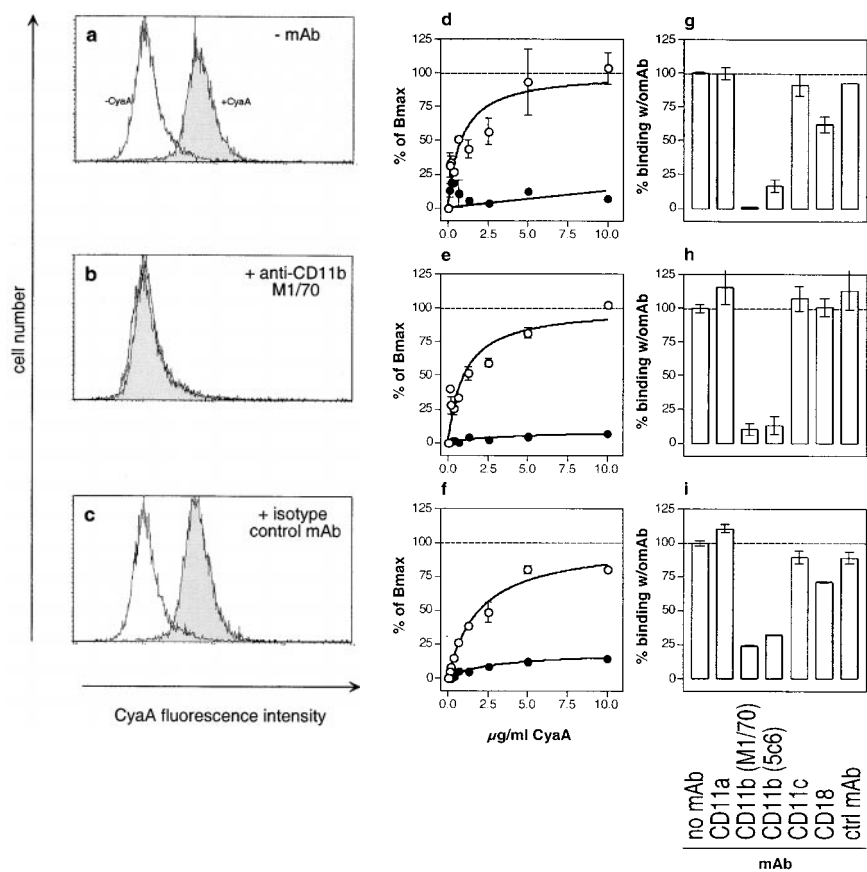 a
- mAb
-CyaA
+CyaA
b
+ anti-CD11b
M1/70
c
+ isotype
control mAb
cell number
CyaA fluorescence intensity
d
% of Bmax
125
100
75
50
25
0
0.0
2.5
5.0
7.5
10.0
e
% of Bmax
125
100
75
50
25
0
0.0
2.5
5.0
7.5
10.0
f
% of Bmax
125
100
75
50
25
0
0.0
2.5
5.0
7.5
10.0
µg/ml CyaA
g
% binding w/omAb
125
100
75
50
25
0
h
% binding w/omAb
125
100
75
50
25
0
i
% binding w/omAb
125
100
75
50
25
0
no mAb
CD11a
CD11b (M1/70)
CD11b (5c6)
CD11c
CD18
ctrl mAb
mAb